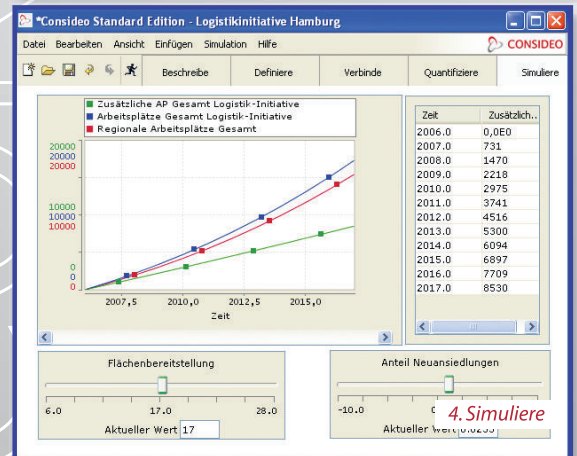 *Consideo Standard Edition - Logistikinitiative Hamburg
Datei Bearbeiten Ansicht Einfügen Simulation Hilfe
CONSIDEO
Beschreibe Definiere Verbinde Quantifiziere Simuliere
Zusätzliche AP Gesamt Logistik-Initiative
Arbeitsplätze Gesamt Logistik-Initiative
Regionale Arbeitsplätze Gesamt
20000
20000
20000
10000
10000
10000
0
0
0
2007,5 2010,0 2012,5 2015,0
Zeit
Zeit Zusätzlich..
2006.0 0,0E0
2007.0 731
2008.0 1470
2009.0 2218
2010.0 2975
2011.0 3741
2012.0 4516
2013.0 5300
2014.0 6094
2015.0 6897
2016.0 7709
2017.0 8530
Flächenbereitstellung
6.0 17.0 28.0
Aktueller Wert 17
Anteil Neuansiedlungen
-10.0
4. Simuliere
Aktueller Wert